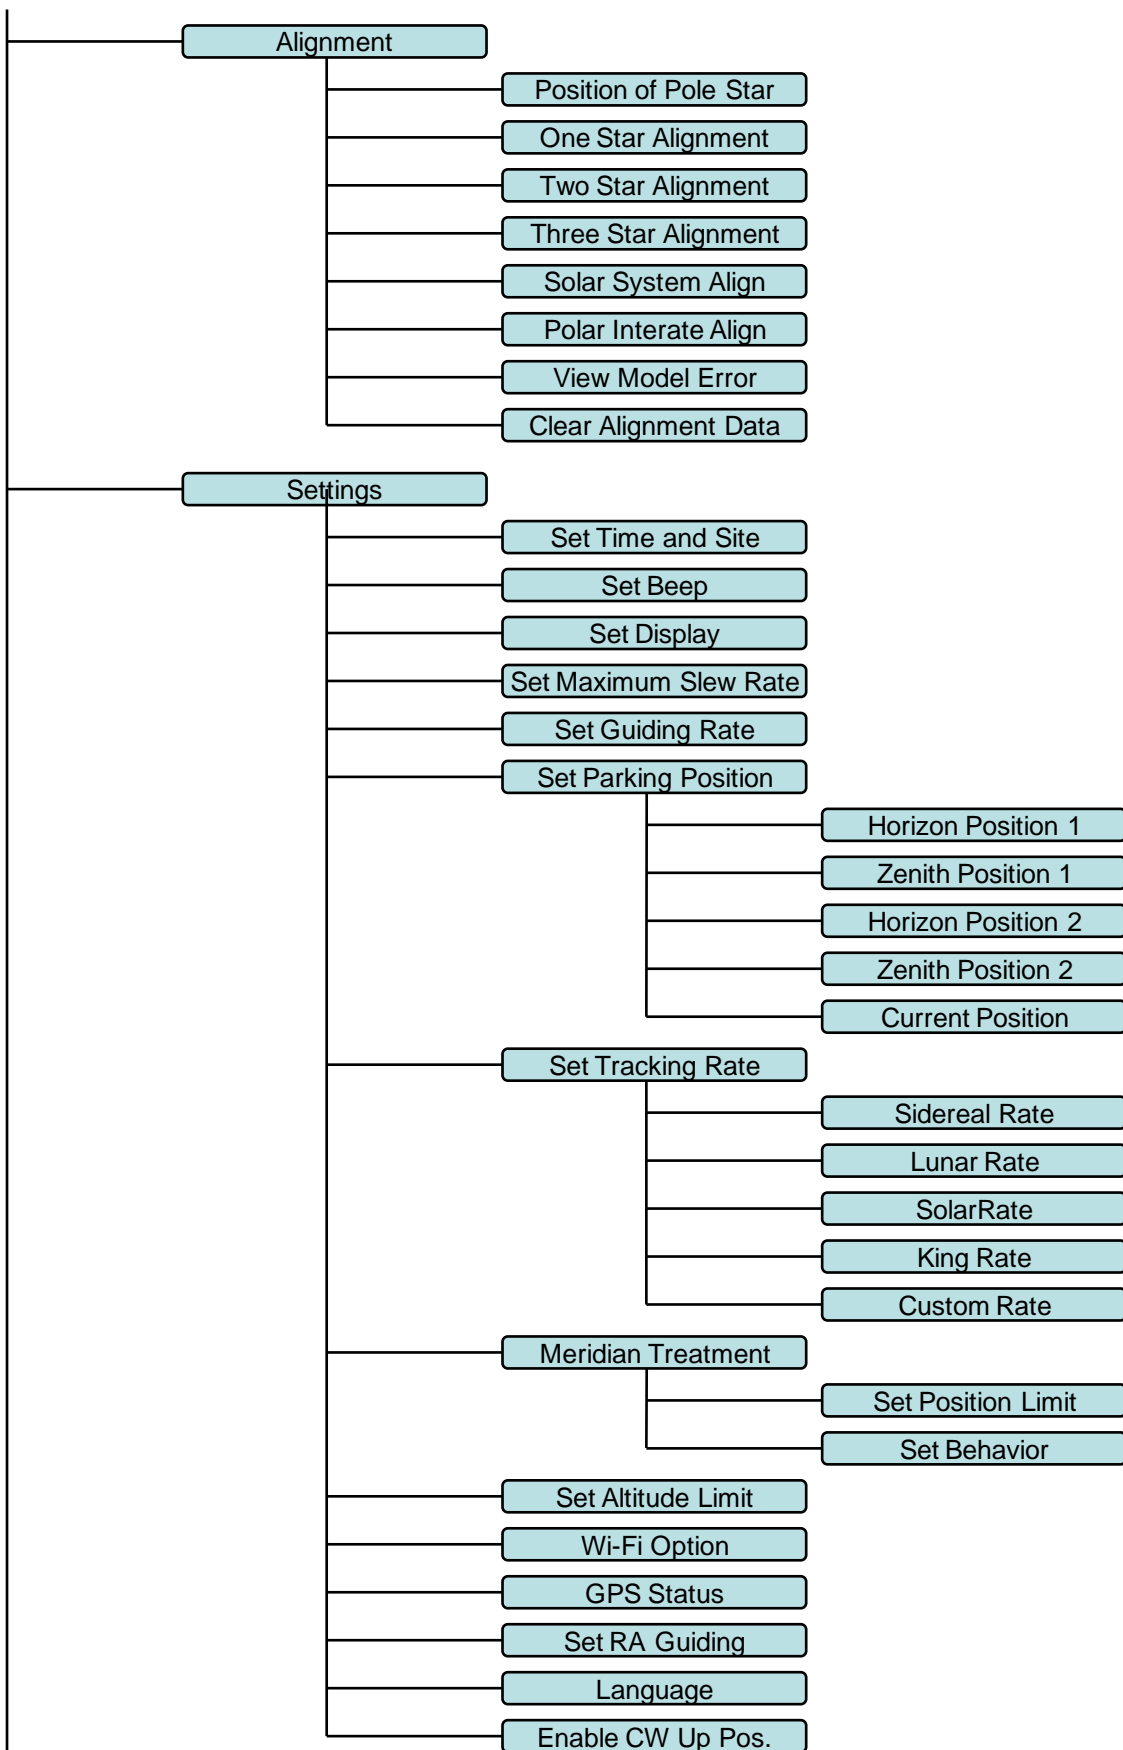 Alignment
Position of Pole Star
One Star Alignment
Two Star Alignment
Three Star Alignment
Solar System Align
Polar Interate Align
View Model Error
Clear Alignment Data
Settings
Set Time and Site
Set Beep
Set Display
Set Maximum Slew Rate
Set Guiding Rate
Set Parking Position
Horizon Position 1
Zenith Position 1
Horizon Position 2
Zenith Position 2
Current Position
Set Tracking Rate
Sidereal Rate
Lunar Rate
SolarRate
King Rate
Custom Rate
Meridian Treatment
Set Position Limit
Set Behavior
Set Altitude Limit
Wi-Fi Option
GPS Status
Set RA Guiding
Language
Enable CW Up Pos.